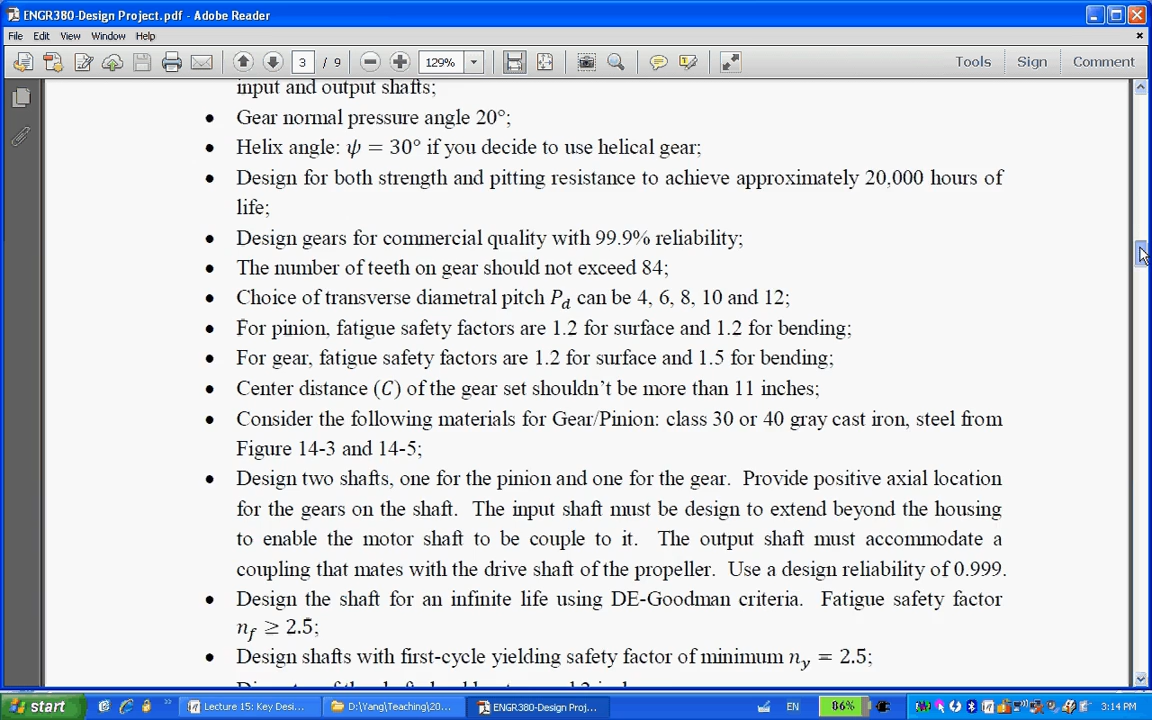 ENGR380-Design Project.pdf - Adobe Reader
File Edit View Window Help
3 / 9 129% Tools Sign Comment
input and output shafts;
• Gear normal pressure angle 20°;
• Helix angle: ψ = 30° if you decide to use helical gear;
• Design for both strength and pitting resistance to achieve approximately 20,000 hours of
life;
• Design gears for commercial quality with 99.9% reliability;
• The number of teeth on gear should not exceed 84;
• Choice of transverse diametral pitch P_d can be 4, 6, 8, 10 and 12;
• For pinion, fatigue safety factors are 1.2 for surface and 1.2 for bending;
• For gear, fatigue safety factors are 1.2 for surface and 1.5 for bending;
• Center distance (C) of the gear set shouldn't be more than 11 inches;
• Consider the following materials for Gear/Pinion: class 30 or 40 gray cast iron, steel from
Figure 14-3 and 14-5;
• Design two shafts, one for the pinion and one for the gear. Provide positive axial location
for the gears on the shaft. The input shaft must be design to extend beyond the housing
to enable the motor shaft to be couple to it. The output shaft must accommodate a
coupling that mates with the drive shaft of the propeller. Use a design reliability of 0.999.
• Design the shaft for an infinite life using DE-Goodman criteria. Fatigue safety factor
n_f ≥ 2.5;
• Design shafts with first-cycle yielding safety factor of minimum n_y = 2.5;
start Lecture 15: Key Desi... D:\Yang\Teaching\20... ENGR380-Design Proj... EN 86% 3:14 PM